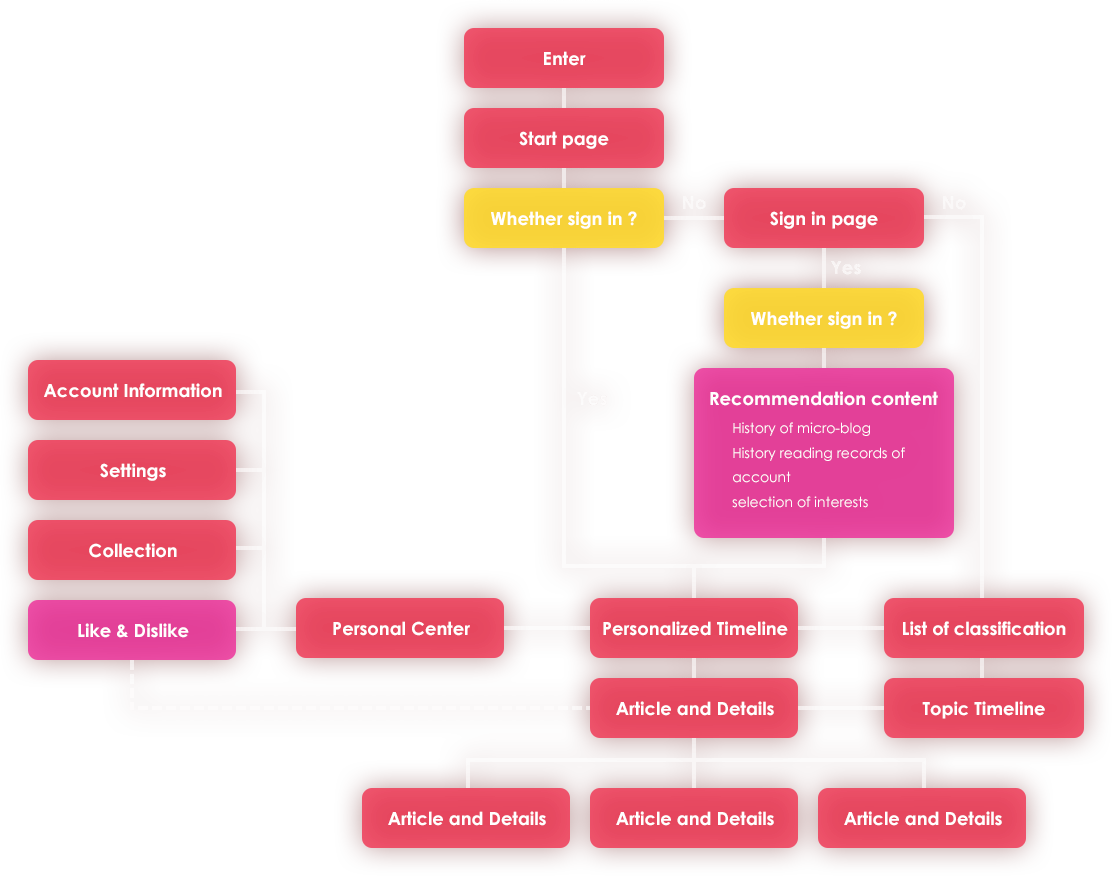 Enter
Start page
Whether sign in ?
No
Sign in page
No
Yes
Whether sign in ?
Yes
Recommendation content
History of micro-blog
History reading records of
account
selection of interests
Account Information
Settings
Collection
Like & Dislike
Personal Center
Personalized Timeline
List of classification
Article and Details
Topic Timeline
Article and Details
Article and Details
Article and Details